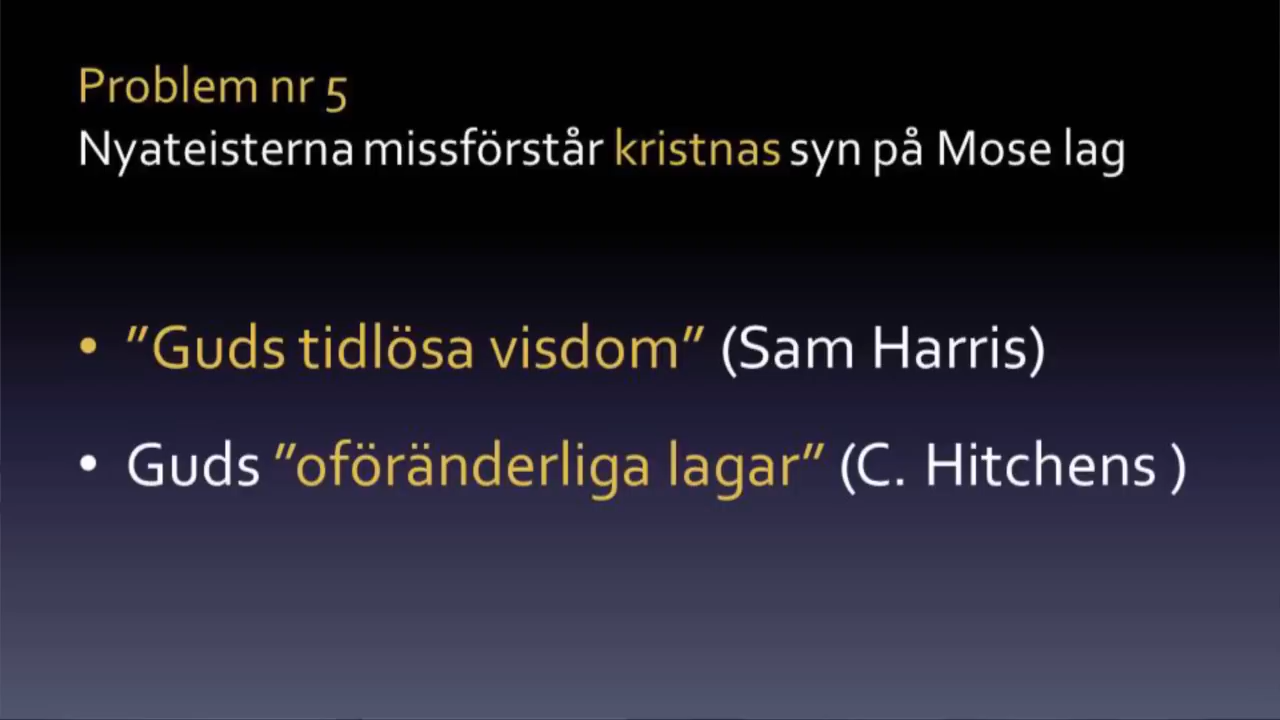 Problem nr 5
Nyateisterna missförstår kristnas syn på Mose lag
• ”Guds tidlösa visdom” (Sam Harris)
• Guds ”oföränderliga lagar” (C. Hitchens )